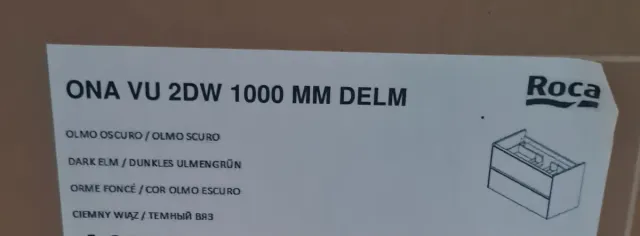 ONA VU 2DW 1000 MM DELM
Roca
OLMO OSCURO / OLMO SCURO
DARK ELM / DUNKLES ULMENGRÜN
ORME FONCÉ / COR OLMO ESCURO
CIEMNY WIĄZ / ТЕМНЫЙ ВЯЗ